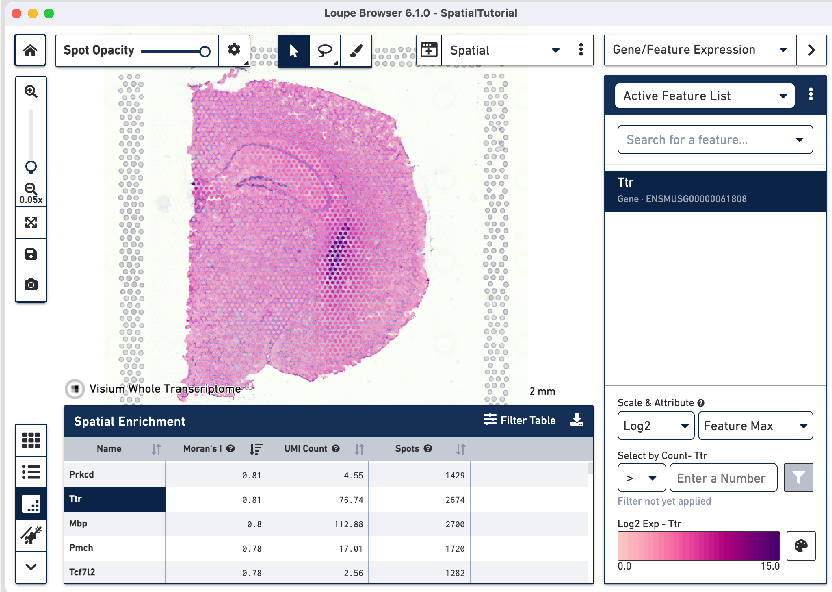 Loupe Browser 6.1.0 - SpatialTutorial
Spot Opacity
Spatial
Gene/Feature Expression
Active Feature List
Search for a feature...
Ttr
Gene · ENSMUSG00000061808
0.05x
Visium Whole Transcriptome
2 mm
Spatial Enrichment
Filter Table
Name Moran's I UMI Count Spots
Prkcd 0.81 4.55 1429
Ttr 0.81 76.74 2674
Mbp 0.8 112.88 2700
Pmch 0.78 17.01 1720
Tcf7l2 0.78 2.56 1282
Scale & Attribute
Log2 Feature Max
Select by Count- Ttr
> Enter a Number
Filter not yet applied
Log2 Exp - Ttr
0.0 15.0